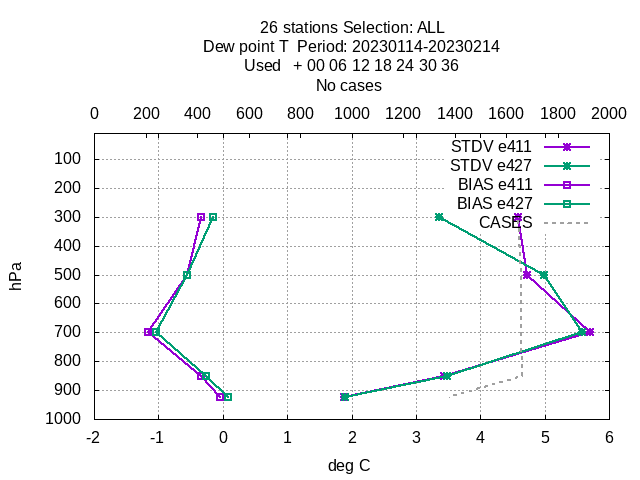 26 stations Selection: ALL
Dew point T  Period: 20230114-20230214
Used   + 00 06 12 18 24 30 36
No cases
0 200 400 600 800 1000 1200 1400 1600 1800 2000
STDV e411
STDV e427
BIAS e411
BIAS e427
CASES
100
200
300
400
500
600
700
800
900
1000
hPa
-2 -1 0 1 2 3 4 5 6
deg C